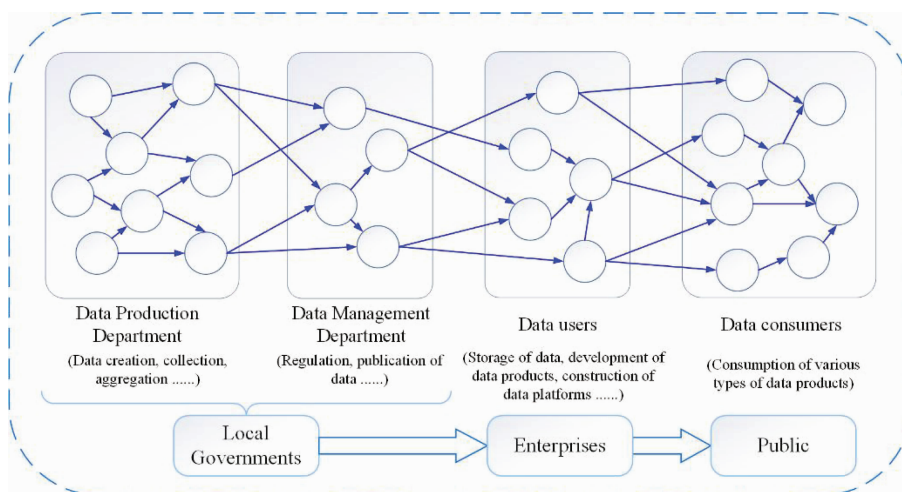 Data Production
Department
(Data creation, collection,
aggregation ......)
Data Management
Department
(Regulation, publication of
data ......)
Data users
(Storage of data, development of
data products, construction of
data platforms ......)
Data consumers
(Consumption of various
types of data products)
Local
Governments
Enterprises
Public